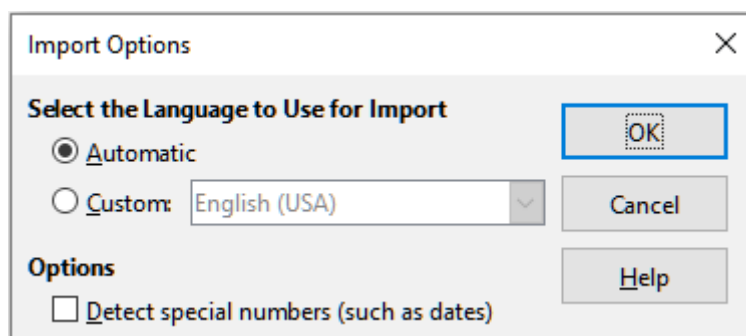 Import Options
Select the Language to Use for Import
OK
Automatic
Custom: English (USA)
Cancel
Options
Help
Detect special numbers (such as dates)